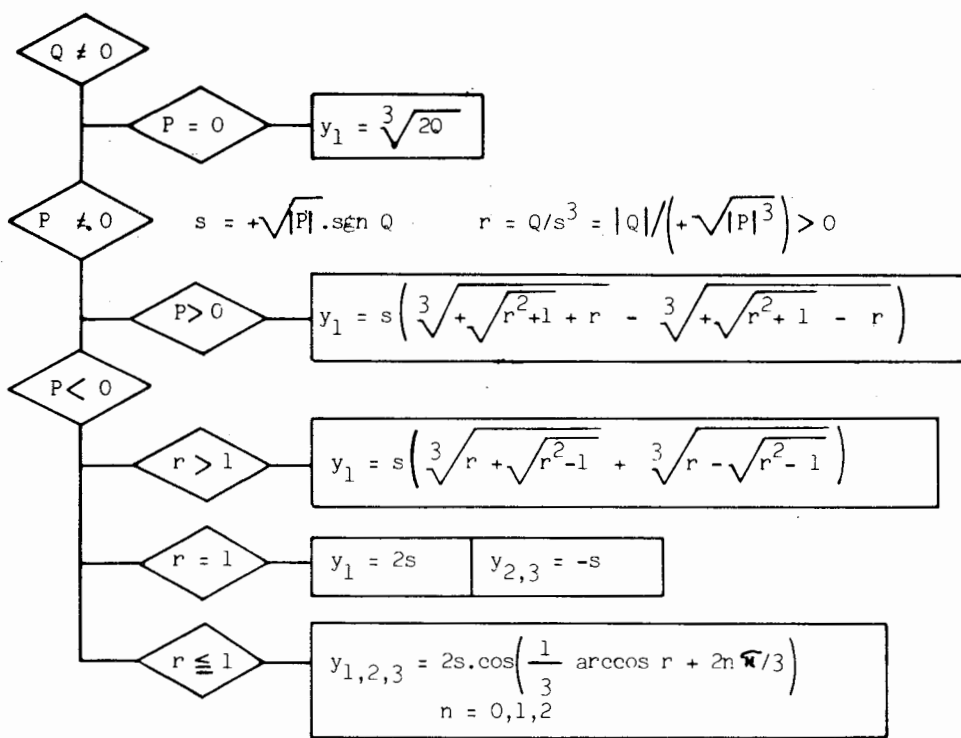 Q ≠ 0
P = 0
y₁ = ∛(2Q)
P ≠ 0
s = +√|P|.sgn Q
r = Q/s³ = |Q|/(+√|P|³) > 0
P > 0
y₁ = s(∛(+√(r²+1) + r) - ∛(+√(r²+1) - r))
P < 0
r > 1
y₁ = s(∛(r + √(r²-1)) + ∛(r - √(r²-1)))
r = 1
y₁ = 2s
y₂,₃ = -s
r ≦ 1
y₁,₂,₃ = 2s.cos(1/3 arccos r + 2nπ/3)
n = 0,1,2